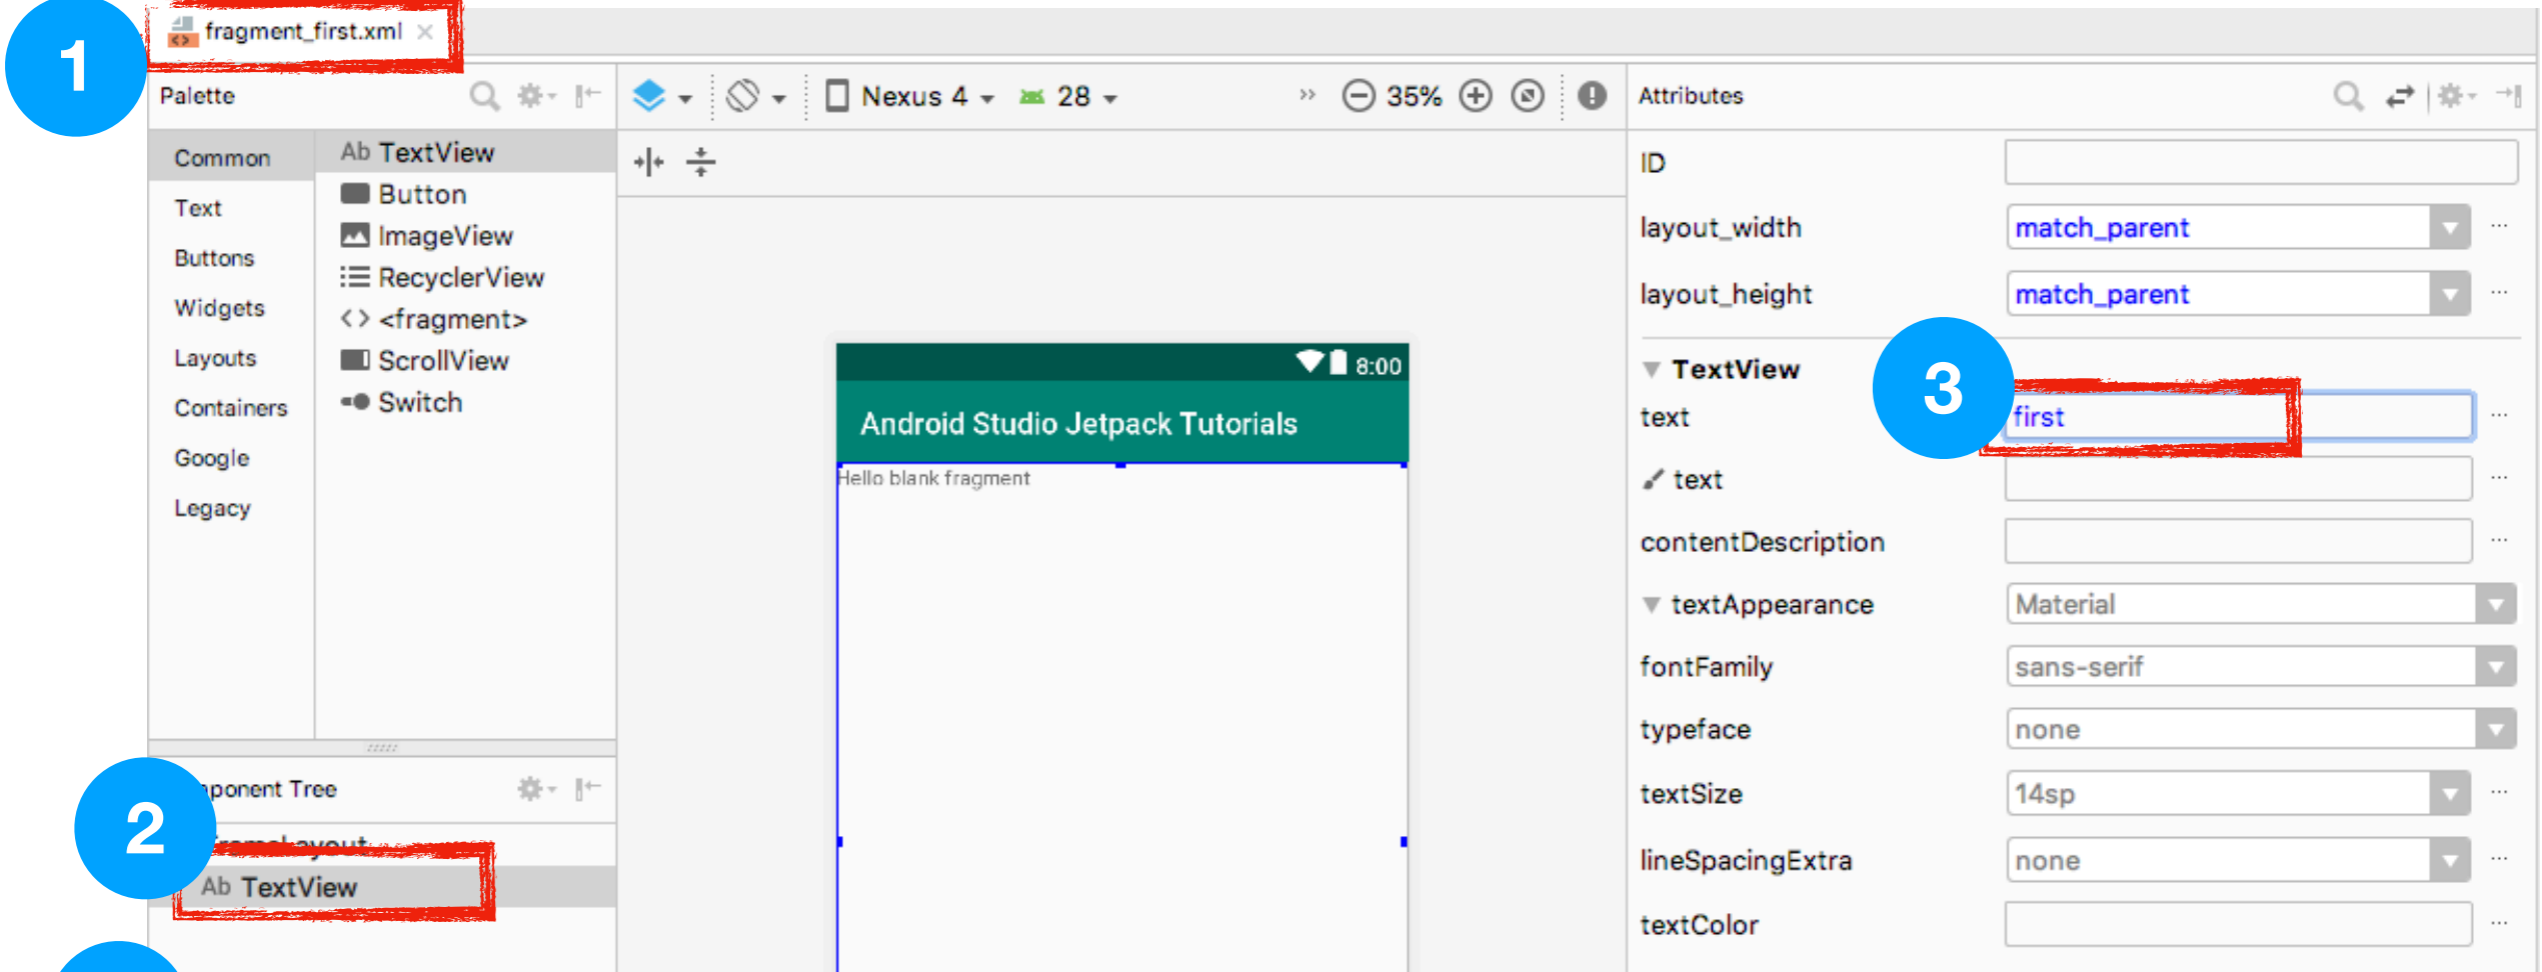 1
fragment_first.xml
Palette
Nexus 4
28
35%
Attributes
Common
Text
Buttons
Widgets
Layouts
Containers
Google
Legacy
Ab TextView
Button
ImageView
RecyclerView
<fragment>
ScrollView
Switch
8:00
Android Studio Jetpack Tutorials
Hello blank fragment
ID
layout_width match_parent
layout_height match_parent
TextView
3
text first
text
contentDescription
textAppearance Material
fontFamily sans-serif
typeface none
textSize 14sp
lineSpacingExtra none
textColor
2
Tree
Ab TextView